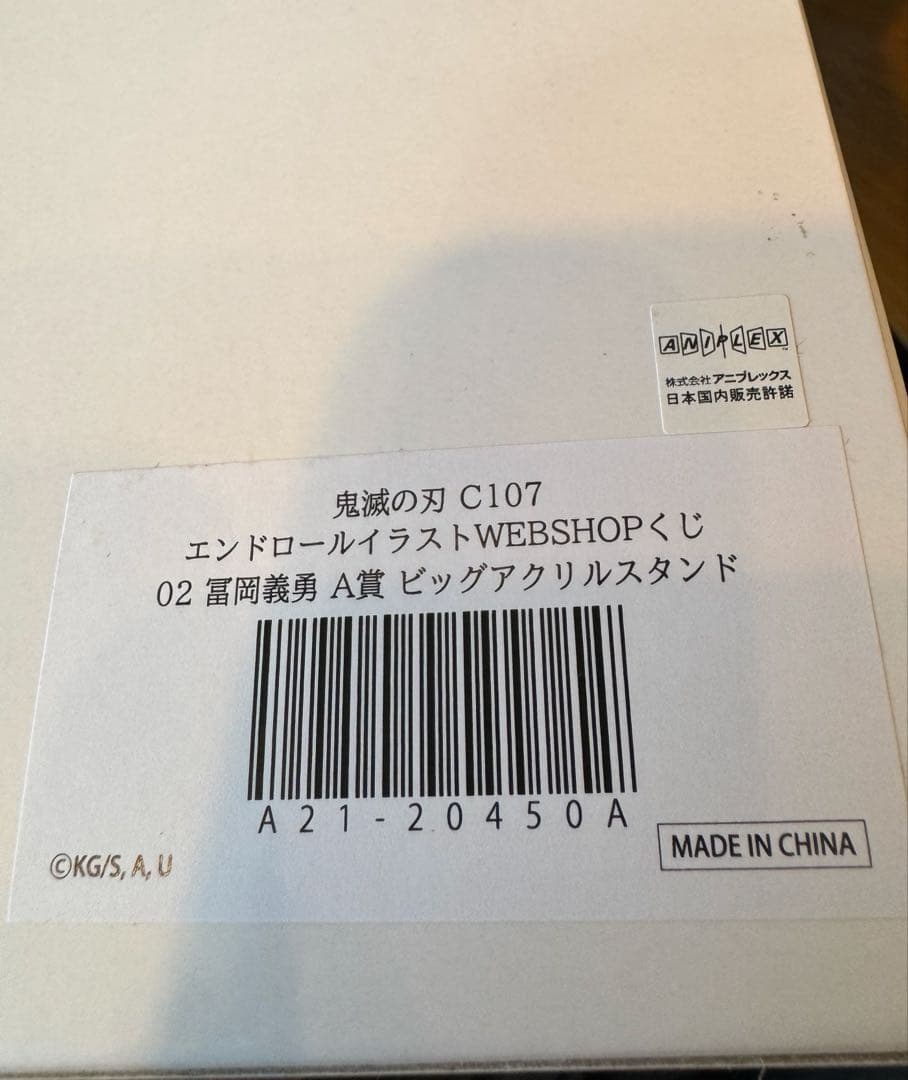 ANIPLEX
株式会社アニプレックス
日本国内販売許諾
鬼滅の刃 C107
エンドロールイラストWEBSHOPくじ
02 冨岡義勇 A賞 ビッグアクリルスタンド
A21-20450A
©KG/S, A, U
MADE IN CHINA